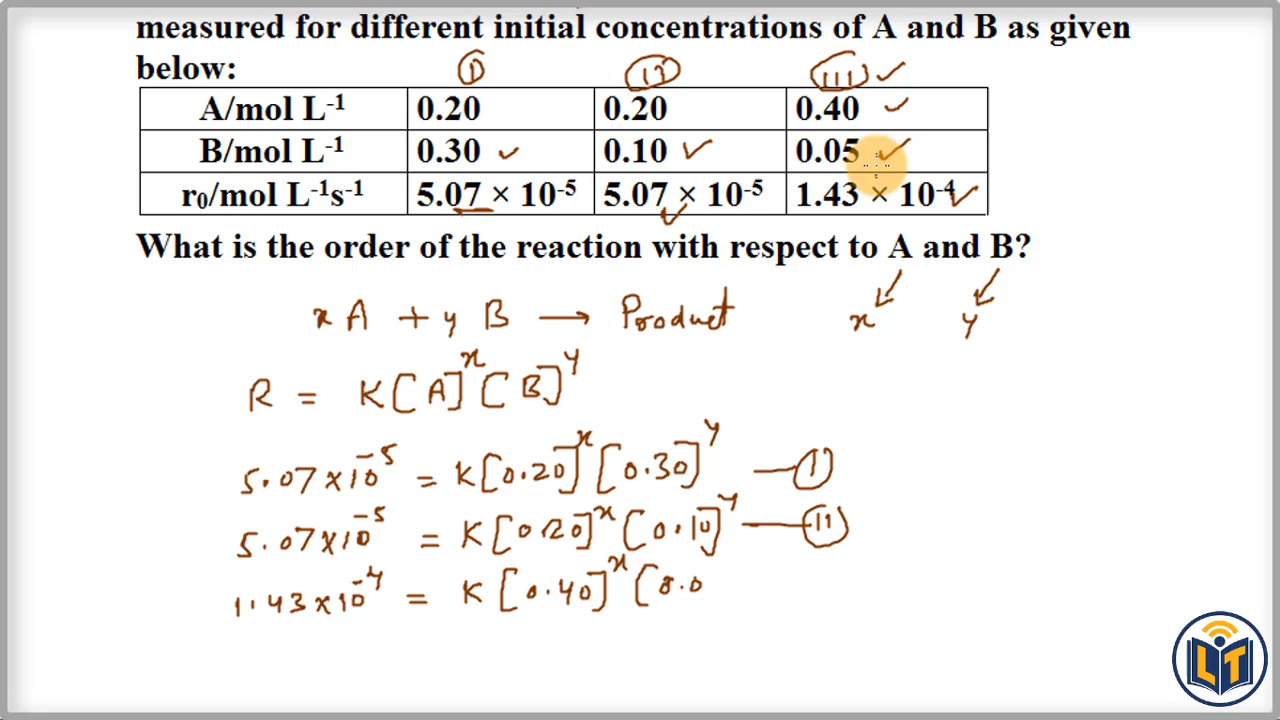 measured for different initial concentrations of A and B as given
below:
(I) (II) (III) ✓
A/mol L⁻¹ 0.20 0.20 0.40 ✓
B/mol L⁻¹ 0.30 ✓ 0.10 ✓ 0.05 ✓
r₀/mol L⁻¹s⁻¹ 5.07 × 10⁻⁵ 5.07 × 10⁻⁵ ✓ 1.43 × 10⁻⁴ ✓
What is the order of the reaction with respect to A and B?
x A + y B → Product x y
R = K[A]ˣ[B]ʸ
5.07×10⁻⁵ = K[0.20]ˣ[0.30]ʸ —(I)
5.07×10⁻⁵ = K[0.20]ˣ[0.10]ʸ —(II)
1.43×10⁻⁴ = K[0.40]ˣ[0.0
LT